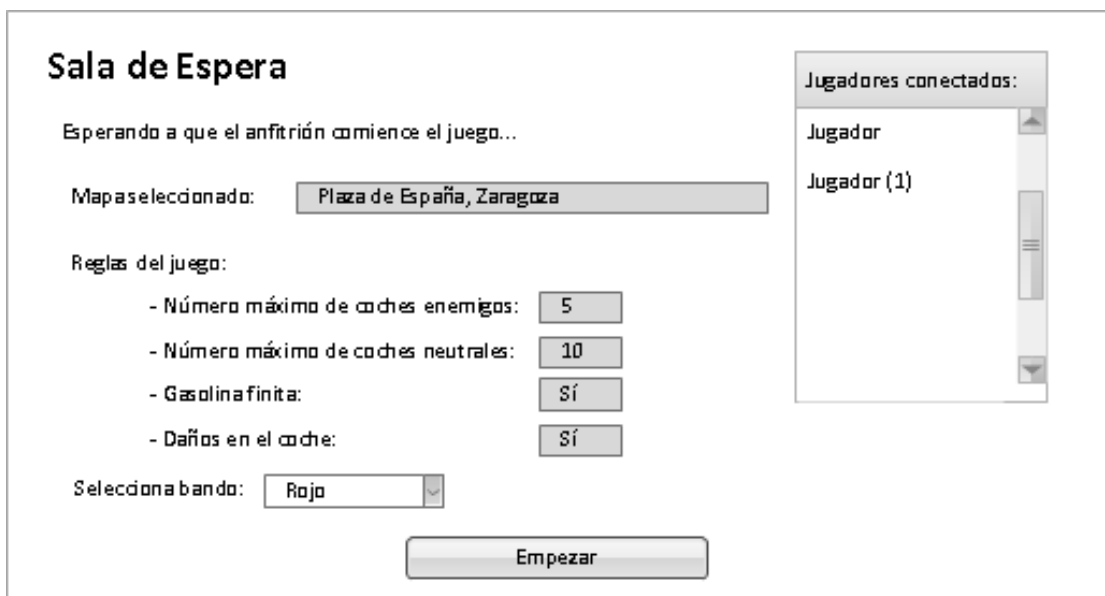 Sala de Espera
Esperando a que el anfitrión comience el juego...
Mapa seleccionado: Plaza de España, Zaragoza
Reglas del juego:
- Número máximo de coches enemigos: 5
- Número máximo de coches neutrales: 10
- Gasolina finita: Sí
- Daños en el coche: Sí
Selecciona bando: Rojo
Empezar
Jugadores conectados:
Jugador
Jugador (1)